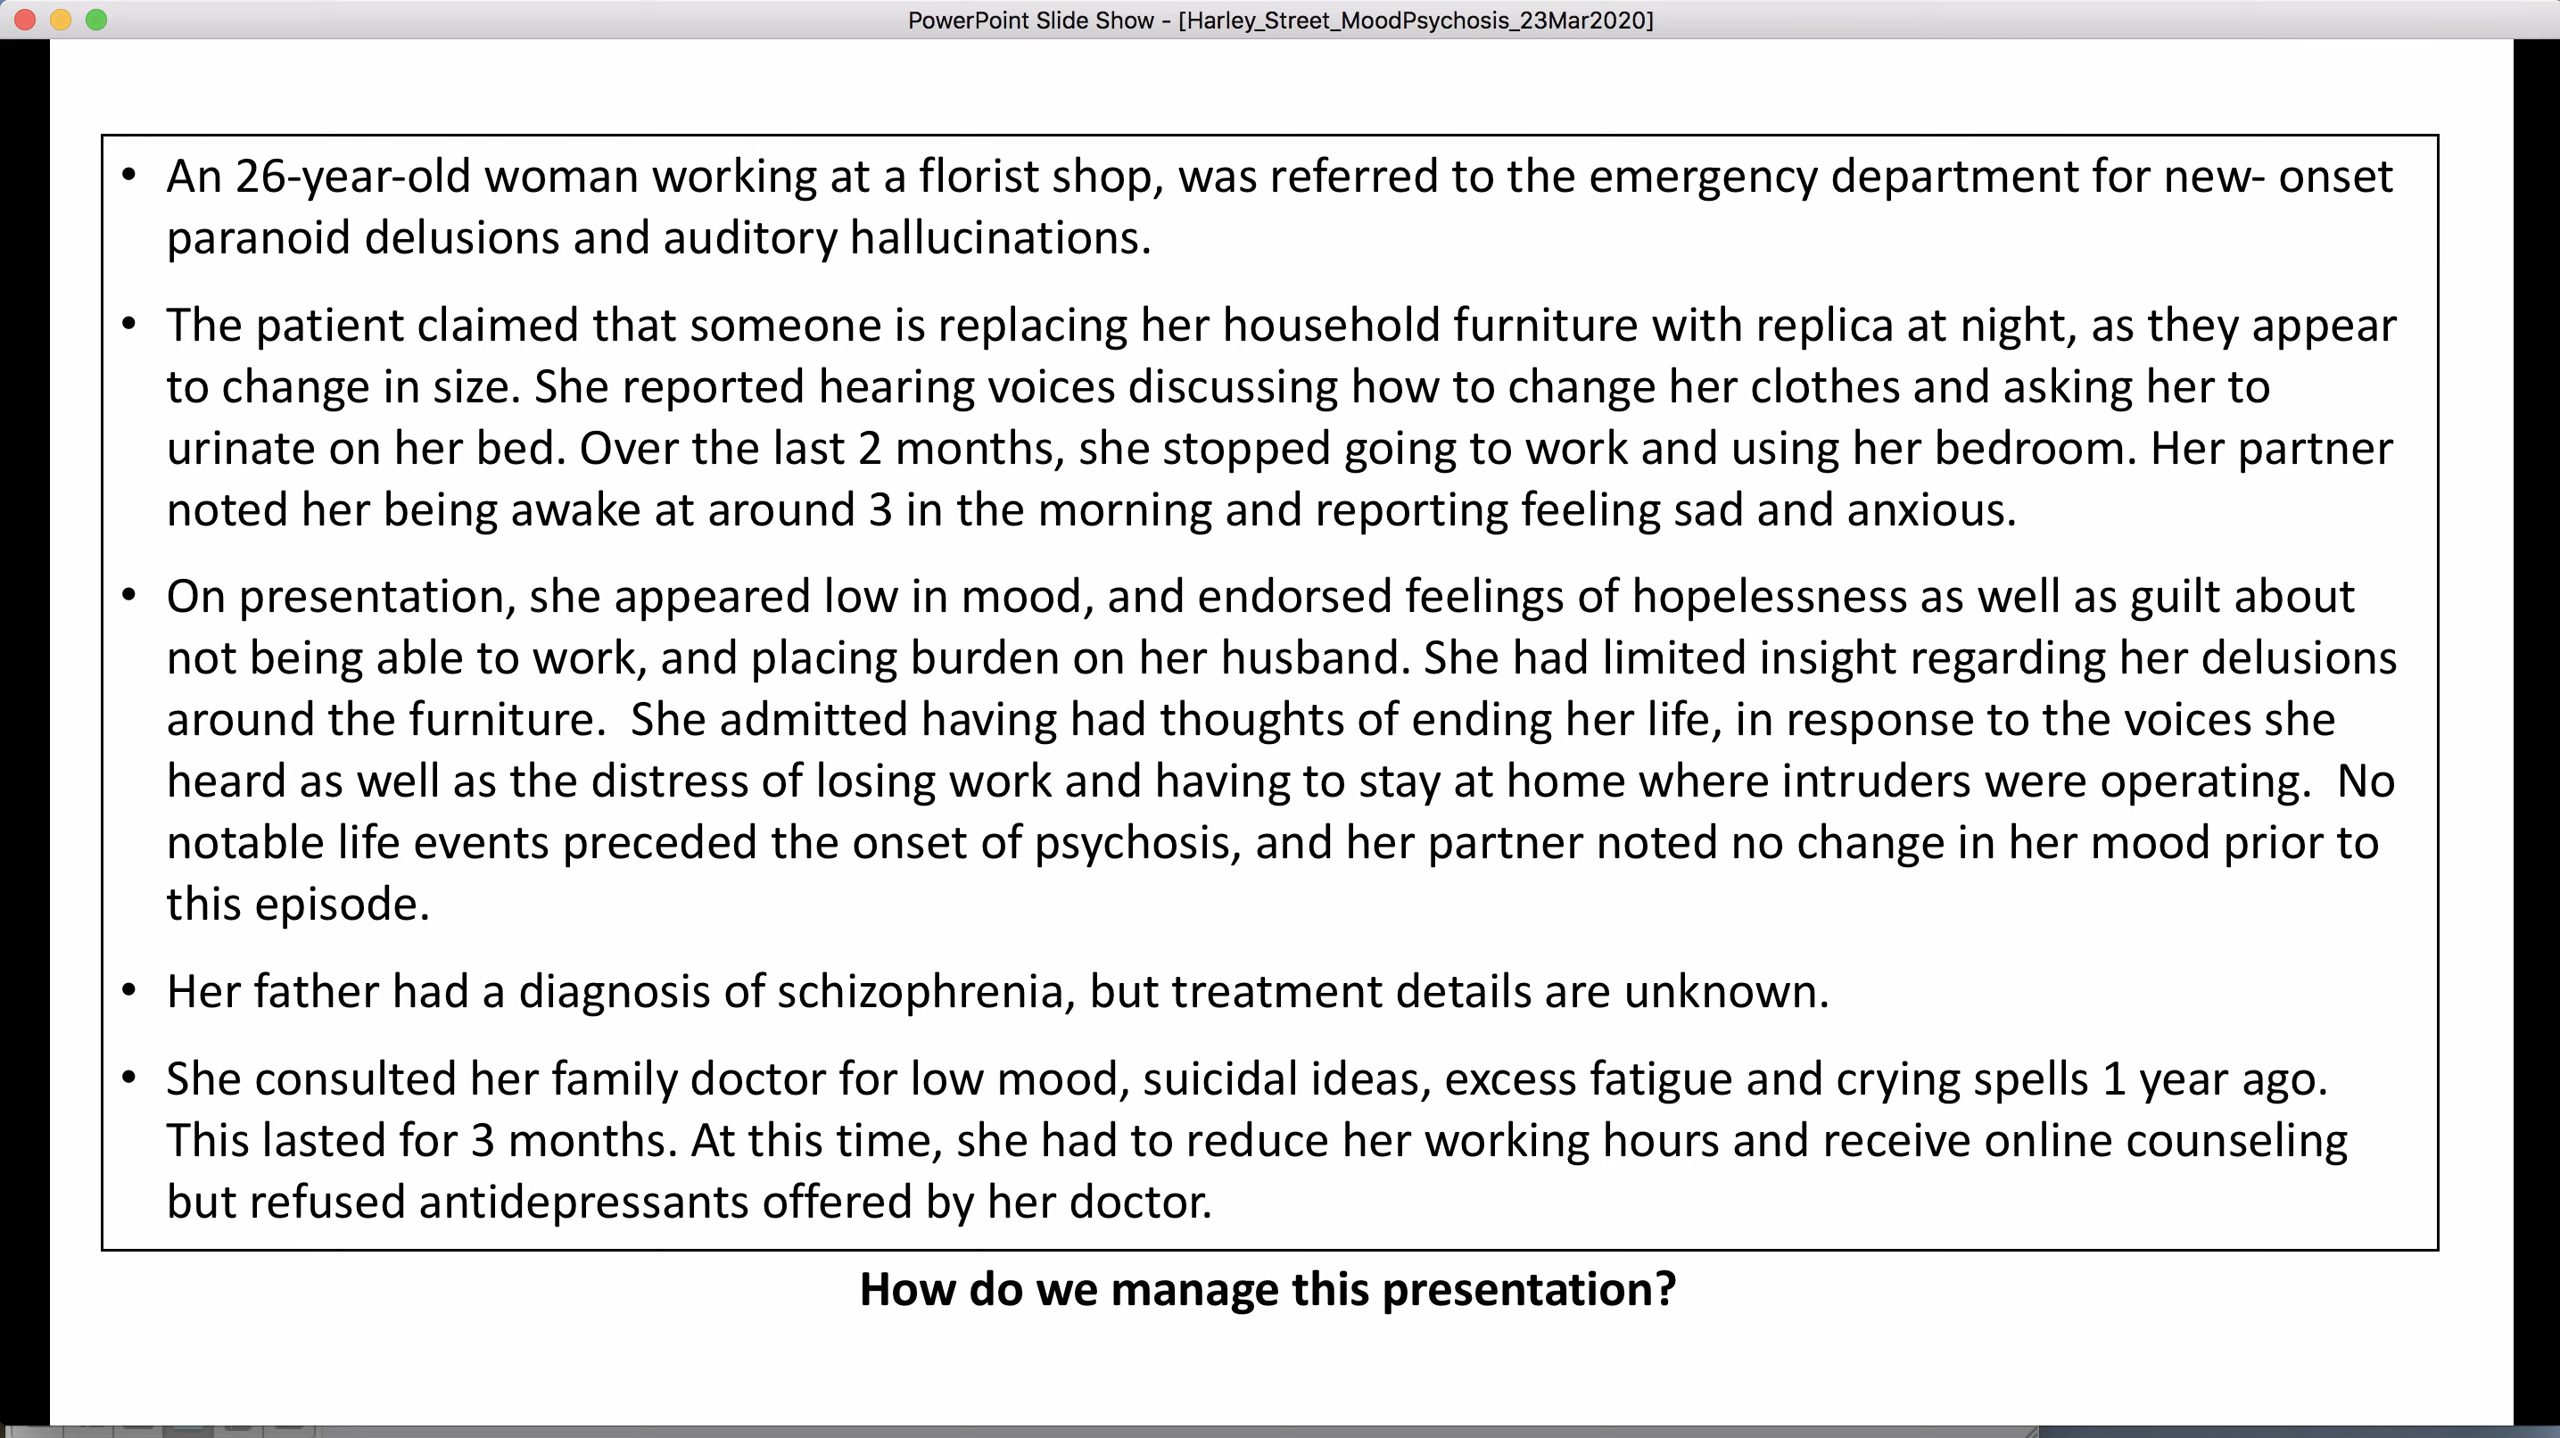 PowerPoint Slide Show - [Harley_Street_MoodPsychosis_23Mar2020]
• An 26-year-old woman working at a florist shop, was referred to the emergency department for new- onset
paranoid delusions and auditory hallucinations.
• The patient claimed that someone is replacing her household furniture with replica at night, as they appear
to change in size. She reported hearing voices discussing how to change her clothes and asking her to
urinate on her bed. Over the last 2 months, she stopped going to work and using her bedroom. Her partner
noted her being awake at around 3 in the morning and reporting feeling sad and anxious.
• On presentation, she appeared low in mood, and endorsed feelings of hopelessness as well as guilt about
not being able to work, and placing burden on her husband. She had limited insight regarding her delusions
around the furniture.  She admitted having had thoughts of ending her life, in response to the voices she
heard as well as the distress of losing work and having to stay at home where intruders were operating.  No
notable life events preceded the onset of psychosis, and her partner noted no change in her mood prior to
this episode.
• Her father had a diagnosis of schizophrenia, but treatment details are unknown.
• She consulted her family doctor for low mood, suicidal ideas, excess fatigue and crying spells 1 year ago.
This lasted for 3 months. At this time, she had to reduce her working hours and receive online counseling
but refused antidepressants offered by her doctor.
How do we manage this presentation?